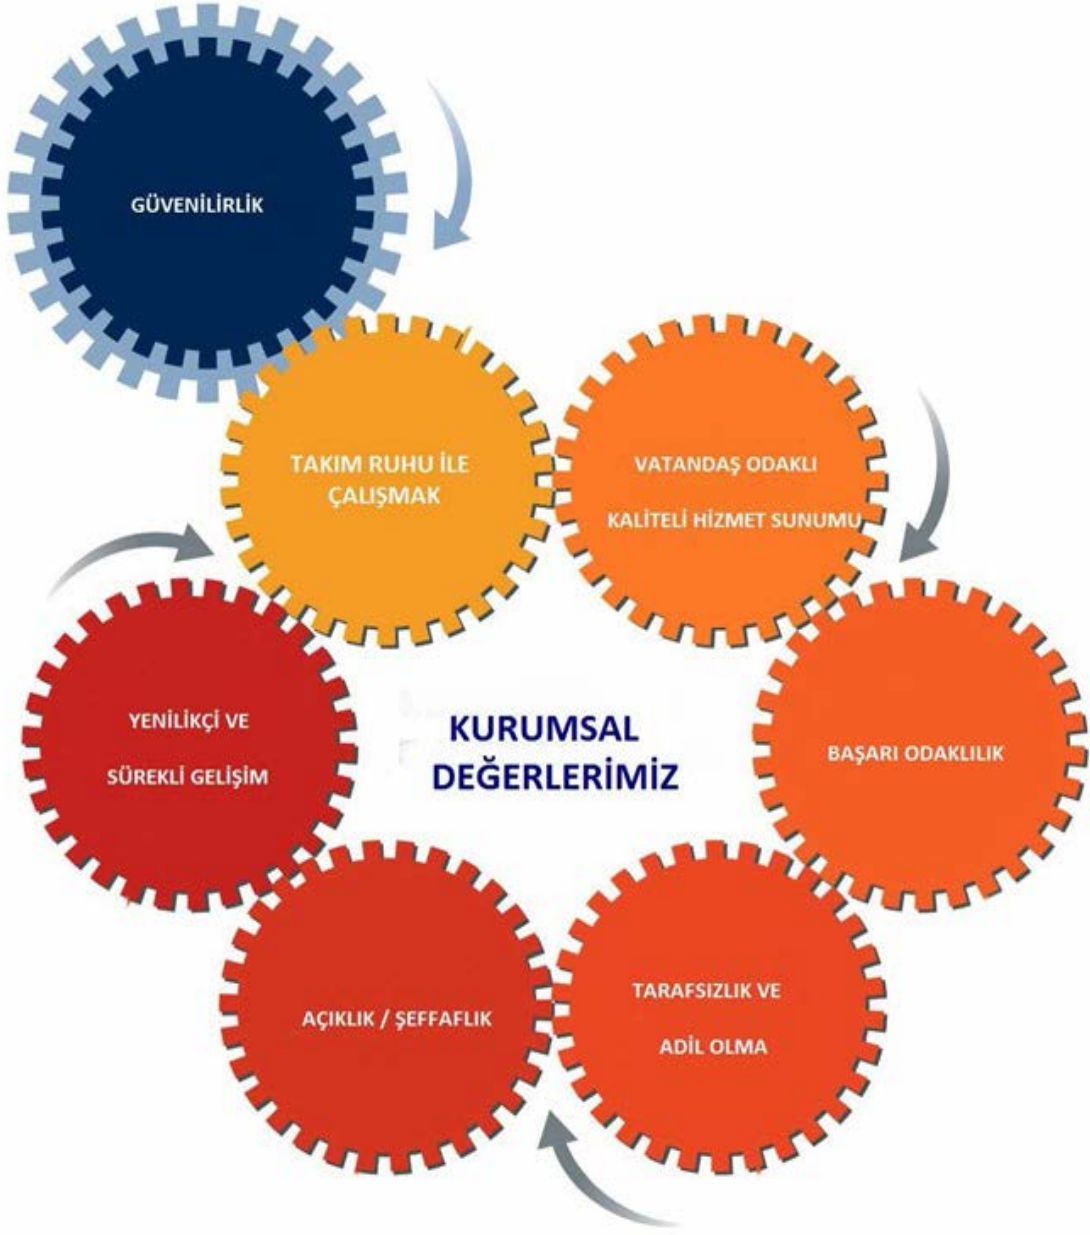 GÜVENİLİRLİK
TAKIM RUHU İLE
ÇALIŞMAK
VATANDAŞ ODAKLI
KALİTELİ HİZMET SUNUMU
YENİLİKÇİ VE
SÜREKLİ GELİŞİM
KURUMSAL
DEĞERLERİMİZ
BAŞARI ODAKLILIK
AÇIKLIK / ŞEFFAFLIK
TARAFSIZLIK VE
ADİL OLMA